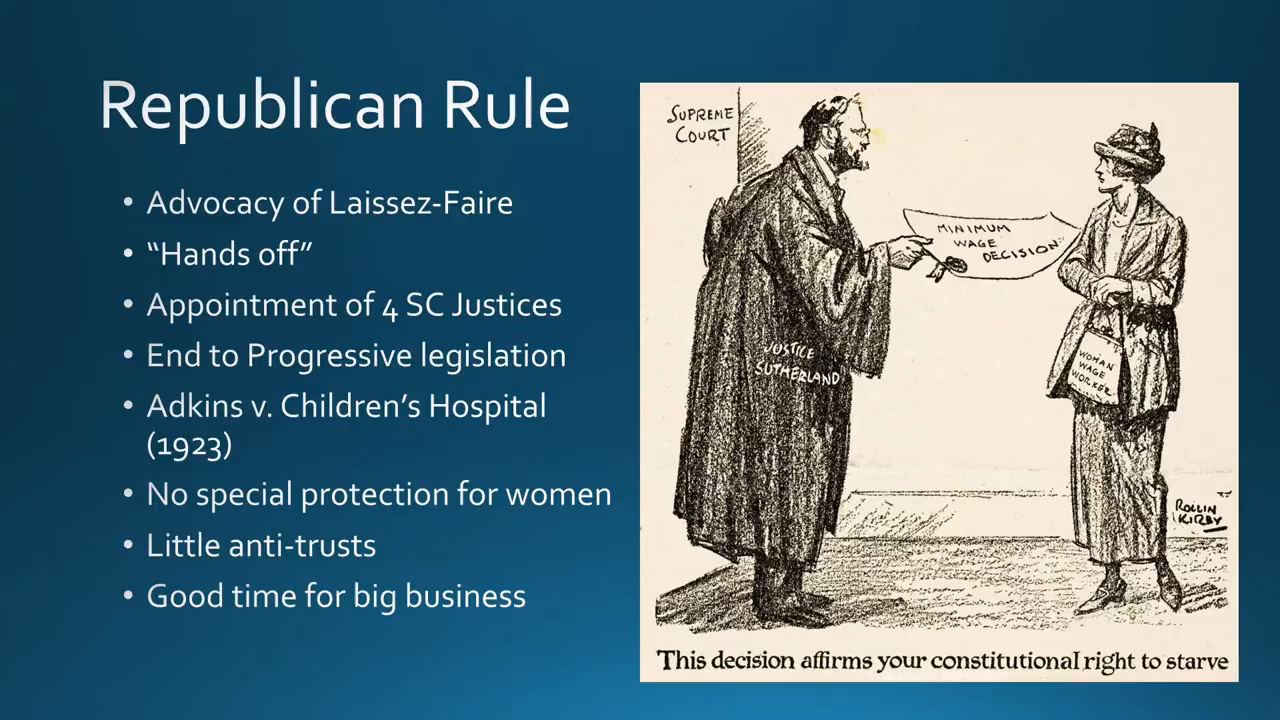 Republican Rule
• Advocacy of Laissez-Faire
• “Hands off”
• Appointment of 4 SC Justices
• End to Progressive legislation
• Adkins v. Children’s Hospital
(1923)
• No special protection for women
• Little anti-trusts
• Good time for big business
SUPREME
COURT
MINIMUM
WAGE
DECISION
JUSTICE
SUTHERLAND
WOMAN
WAGE
WORKER
ROLLIN
KIRBY
This decision affirms your constitutional right to starve